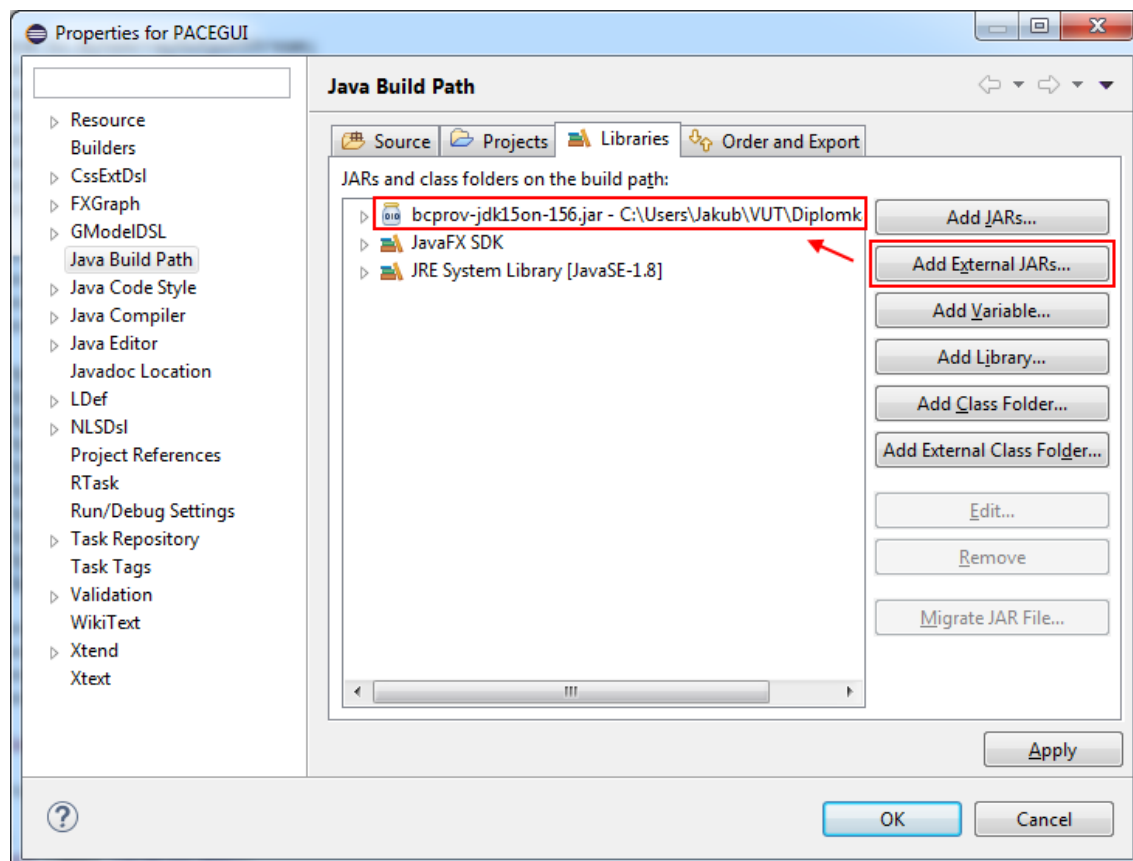 Properties for PACEGUI
Java Build Path
Resource
Builders
CssExtDsl
FXGraph
GModelDSL
Java Build Path
Java Code Style
Java Compiler
Java Editor
Javadoc Location
LDef
NLSDsl
Project References
RTask
Run/Debug Settings
Task Repository
Task Tags
Validation
WikiText
Xtend
Xtext
Source Projects Libraries Order and Export
JARs and class folders on the build path:
bcprov-jdk15on-156.jar - C:\Users\Jakub\VUT\Diplomk
JavaFX SDK
JRE System Library [JavaSE-1.8]
Add JARs...
Add External JARs...
Add Variable...
Add Library...
Add Class Folder...
Add External Class Folder...
Edit...
Remove
Migrate JAR File...
Apply
OK Cancel